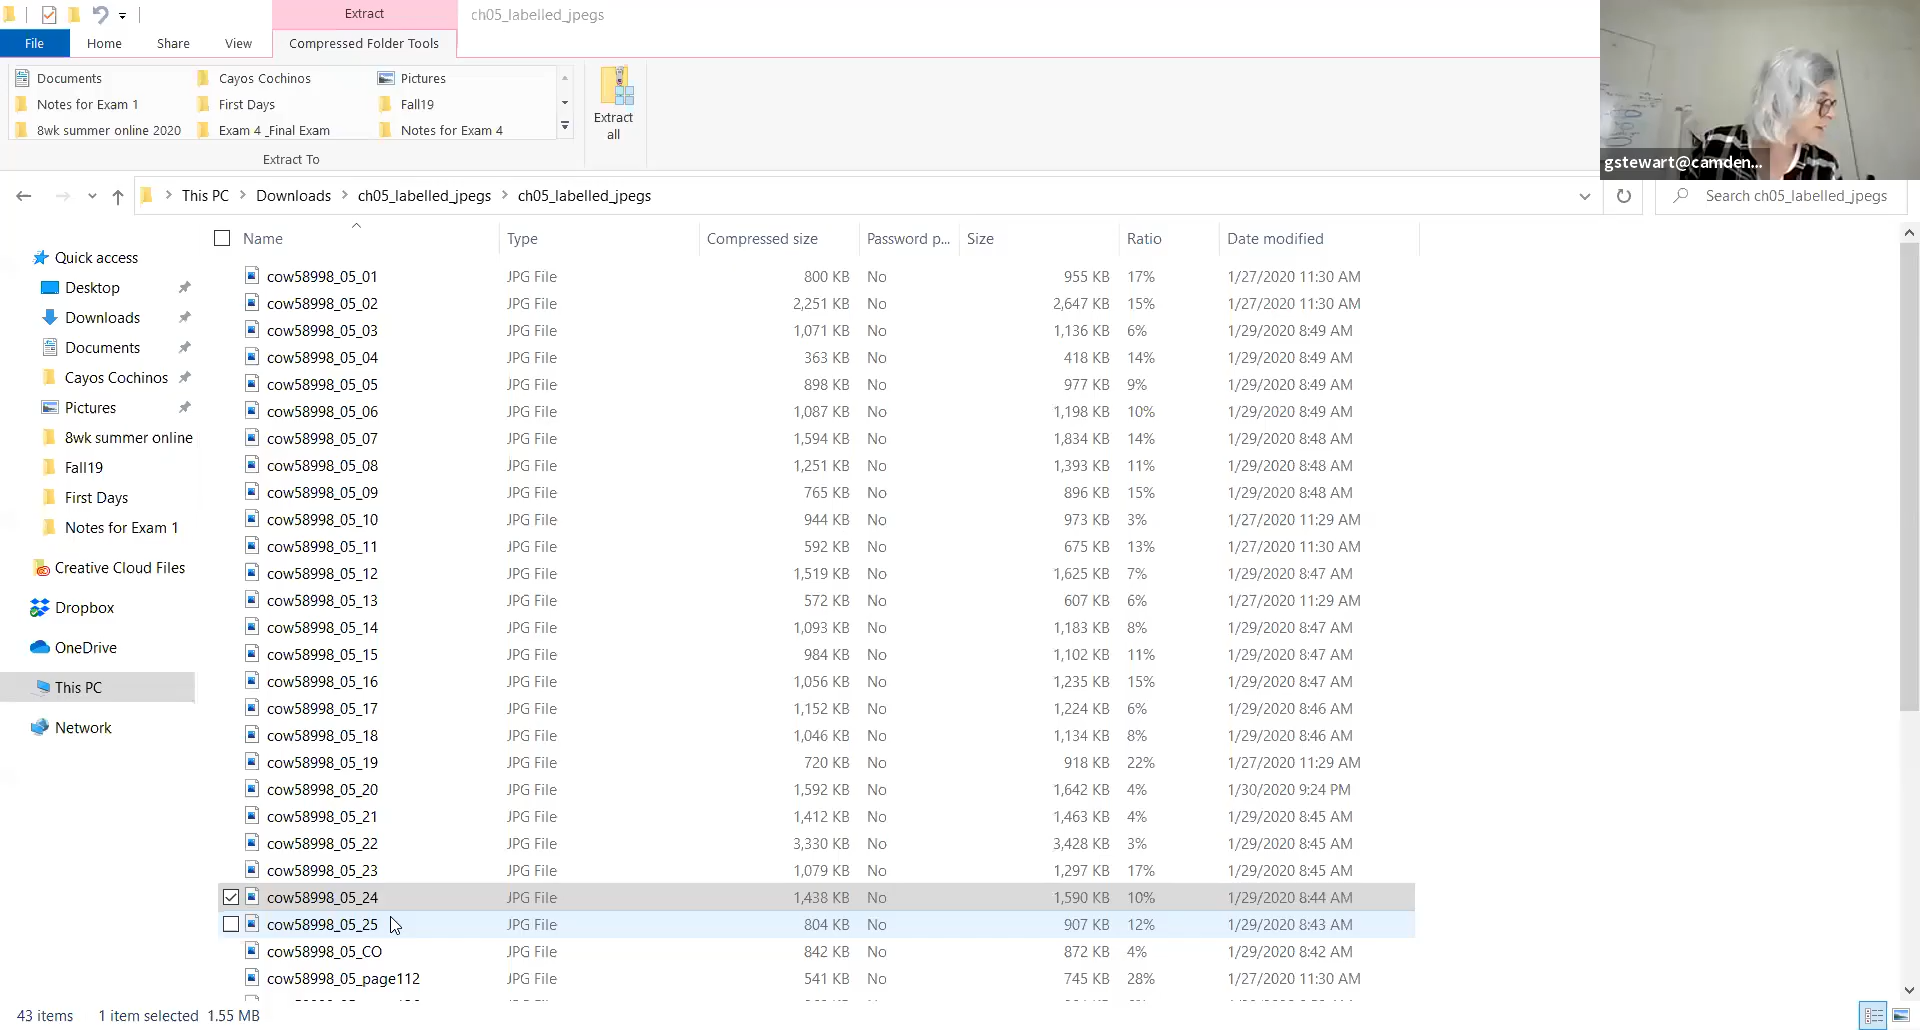 Extract
ch05_labelled_jpegs
File
Home
Share
View
Compressed Folder Tools
Documents
Cayos Cochinos
Pictures
Notes for Exam 1
First Days
Fall19
8wk summer online 2020
Exam 4 _Final Exam
Notes for Exam 4
Extract To
Extract
all
gstewart@camden...
This PC
Downloads
ch05_labelled_jpegs
ch05_labelled_jpegs
Search ch05_labelled_jpegs
Quick access
Desktop
Downloads
Documents
Cayos Cochinos
Pictures
8wk summer online
Fall19
First Days
Notes for Exam 1
Creative Cloud Files
Dropbox
OneDrive
This PC
Network
Name Type Compressed size Password p... Size Ratio Date modified
cow58998_05_01 JPG File 800 KB No 955 KB 17% 1/27/2020 11:30 AM
cow58998_05_02 JPG File 2,251 KB No 2,647 KB 15% 1/27/2020 11:30 AM
cow58998_05_03 JPG File 1,071 KB No 1,136 KB 6% 1/29/2020 8:49 AM
cow58998_05_04 JPG File 363 KB No 418 KB 14% 1/29/2020 8:49 AM
cow58998_05_05 JPG File 898 KB No 977 KB 9% 1/29/2020 8:49 AM
cow58998_05_06 JPG File 1,087 KB No 1,198 KB 10% 1/29/2020 8:49 AM
cow58998_05_07 JPG File 1,594 KB No 1,834 KB 14% 1/29/2020 8:48 AM
cow58998_05_08 JPG File 1,251 KB No 1,393 KB 11% 1/29/2020 8:48 AM
cow58998_05_09 JPG File 765 KB No 896 KB 15% 1/29/2020 8:48 AM
cow58998_05_10 JPG File 944 KB No 973 KB 3% 1/27/2020 11:29 AM
cow58998_05_11 JPG File 592 KB No 675 KB 13% 1/27/2020 11:30 AM
cow58998_05_12 JPG File 1,519 KB No 1,625 KB 7% 1/29/2020 8:47 AM
cow58998_05_13 JPG File 572 KB No 607 KB 6% 1/27/2020 11:29 AM
cow58998_05_14 JPG File 1,093 KB No 1,183 KB 8% 1/29/2020 8:47 AM
cow58998_05_15 JPG File 984 KB No 1,102 KB 11% 1/29/2020 8:47 AM
cow58998_05_16 JPG File 1,056 KB No 1,235 KB 15% 1/29/2020 8:47 AM
cow58998_05_17 JPG File 1,152 KB No 1,224 KB 6% 1/29/2020 8:46 AM
cow58998_05_18 JPG File 1,046 KB No 1,134 KB 8% 1/29/2020 8:46 AM
cow58998_05_19 JPG File 720 KB No 918 KB 22% 1/27/2020 11:29 AM
cow58998_05_20 JPG File 1,592 KB No 1,642 KB 4% 1/30/2020 9:24 PM
cow58998_05_21 JPG File 1,412 KB No 1,463 KB 4% 1/29/2020 8:45 AM
cow58998_05_22 JPG File 3,330 KB No 3,428 KB 3% 1/29/2020 8:45 AM
cow58998_05_23 JPG File 1,079 KB No 1,297 KB 17% 1/29/2020 8:45 AM
cow58998_05_24 JPG File 1,438 KB No 1,590 KB 10% 1/29/2020 8:44 AM
cow58998_05_25 JPG File 804 KB No 907 KB 12% 1/29/2020 8:43 AM
cow58998_05_CO JPG File 842 KB No 872 KB 4% 1/29/2020 8:42 AM
cow58998_05_page112 JPG File 541 KB No 745 KB 28% 1/27/2020 11:30 AM
43 items 1 item selected 1.55 MB